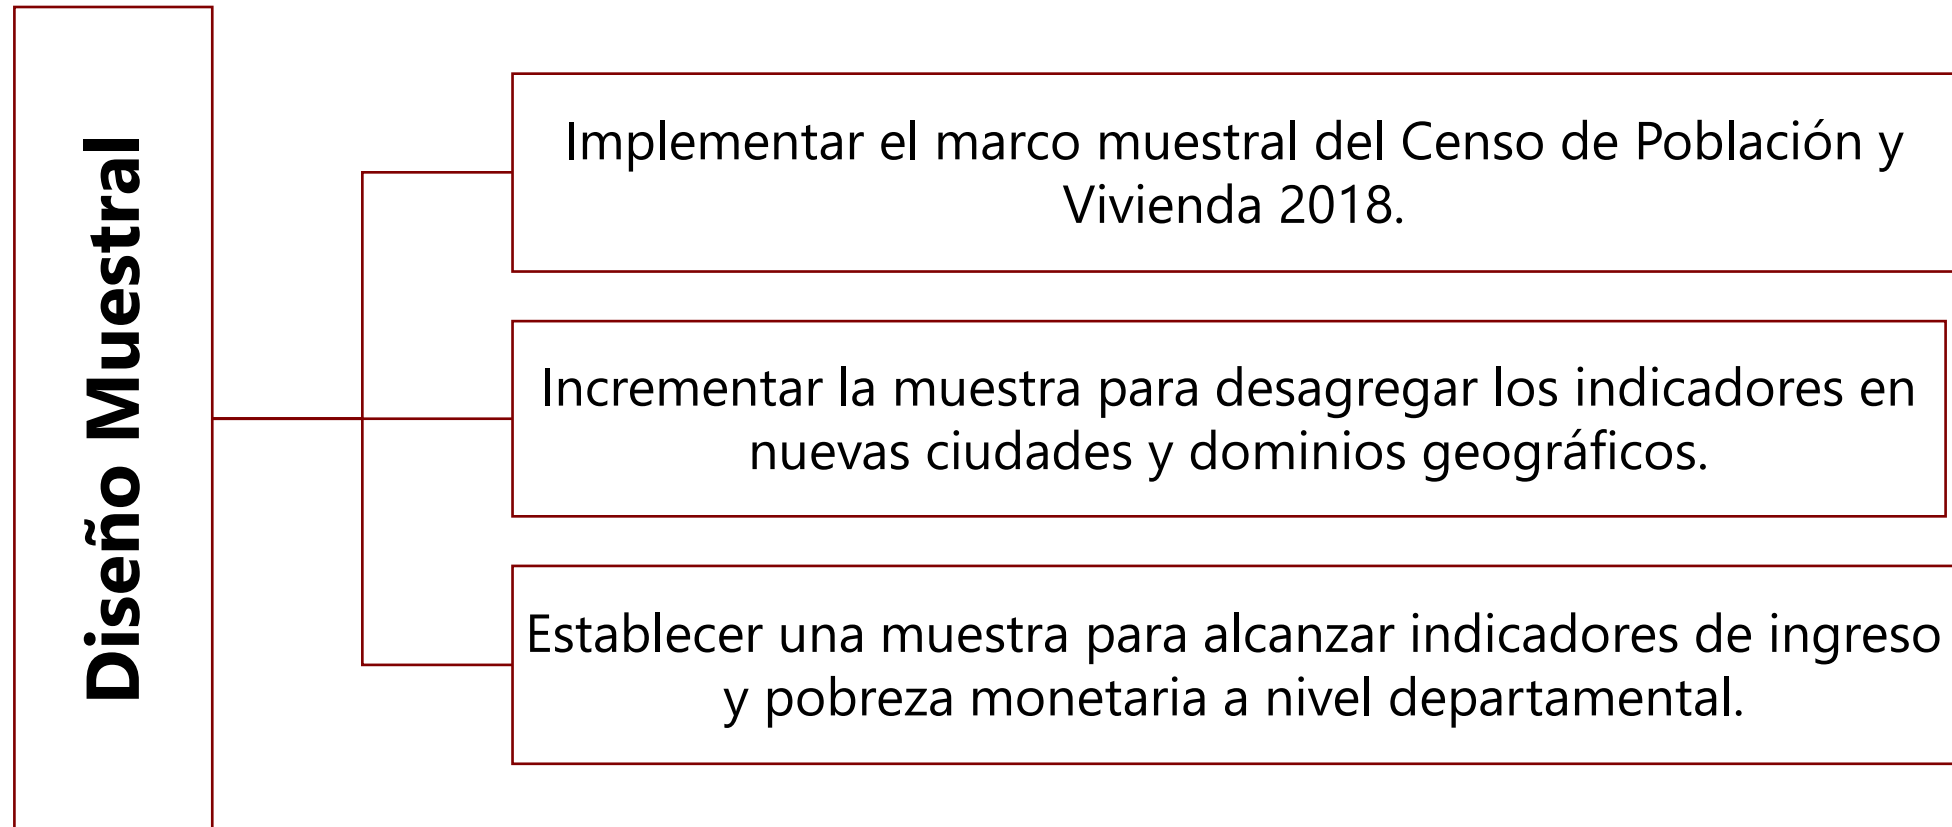 Diseño Muestral
Implementar el marco muestral del Censo de Población y
Vivienda 2018.
Incrementar la muestra para desagregar los indicadores en
nuevas ciudades y dominios geográficos.
Establecer una muestra para alcanzar indicadores de ingreso
y pobreza monetaria a nivel departamental.